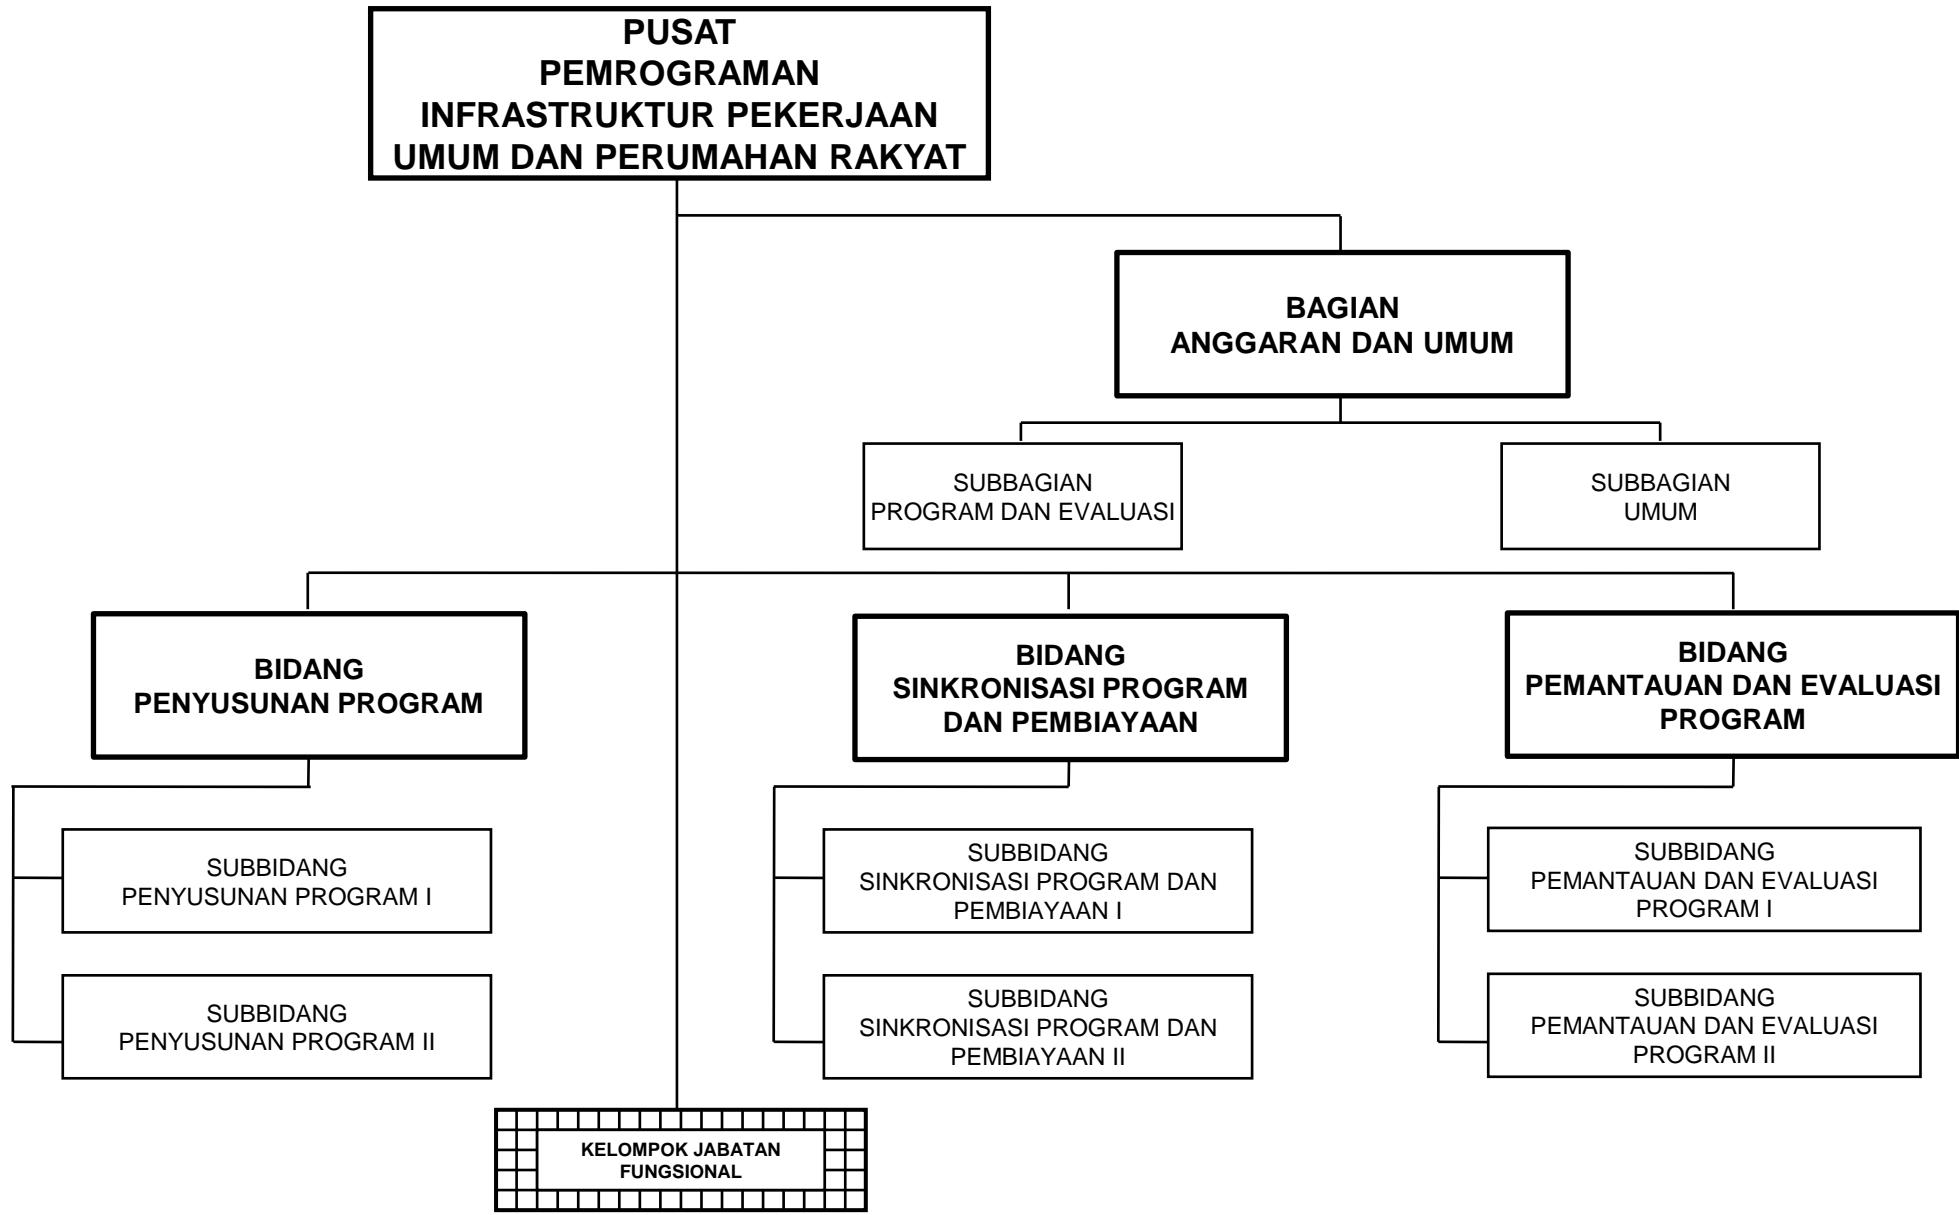 PUSAT
PEMROGRAMAN
INFRASTRUKTUR PEKERJAAN
UMUM DAN PERUMAHAN RAKYAT
BAGIAN
ANGGARAN DAN UMUM
SUBBAGIAN
PROGRAM DAN EVALUASI
SUBBAGIAN
UMUM
BIDANG
PENYUSUNAN PROGRAM
BIDANG
SINKRONISASI PROGRAM
DAN PEMBIAYAAN
BIDANG
PEMANTAUAN DAN EVALUASI
PROGRAM
SUBBIDANG
PENYUSUNAN PROGRAM I
SUBBIDANG
SINKRONISASI PROGRAM DAN
PEMBIAYAAN I
SUBBIDANG
PEMANTAUAN DAN EVALUASI
PROGRAM I
SUBBIDANG
PENYUSUNAN PROGRAM II
SUBBIDANG
SINKRONISASI PROGRAM DAN
PEMBIAYAAN II
SUBBIDANG
PEMANTAUAN DAN EVALUASI
PROGRAM II
KELOMPOK JABATAN
FUNGSIONAL